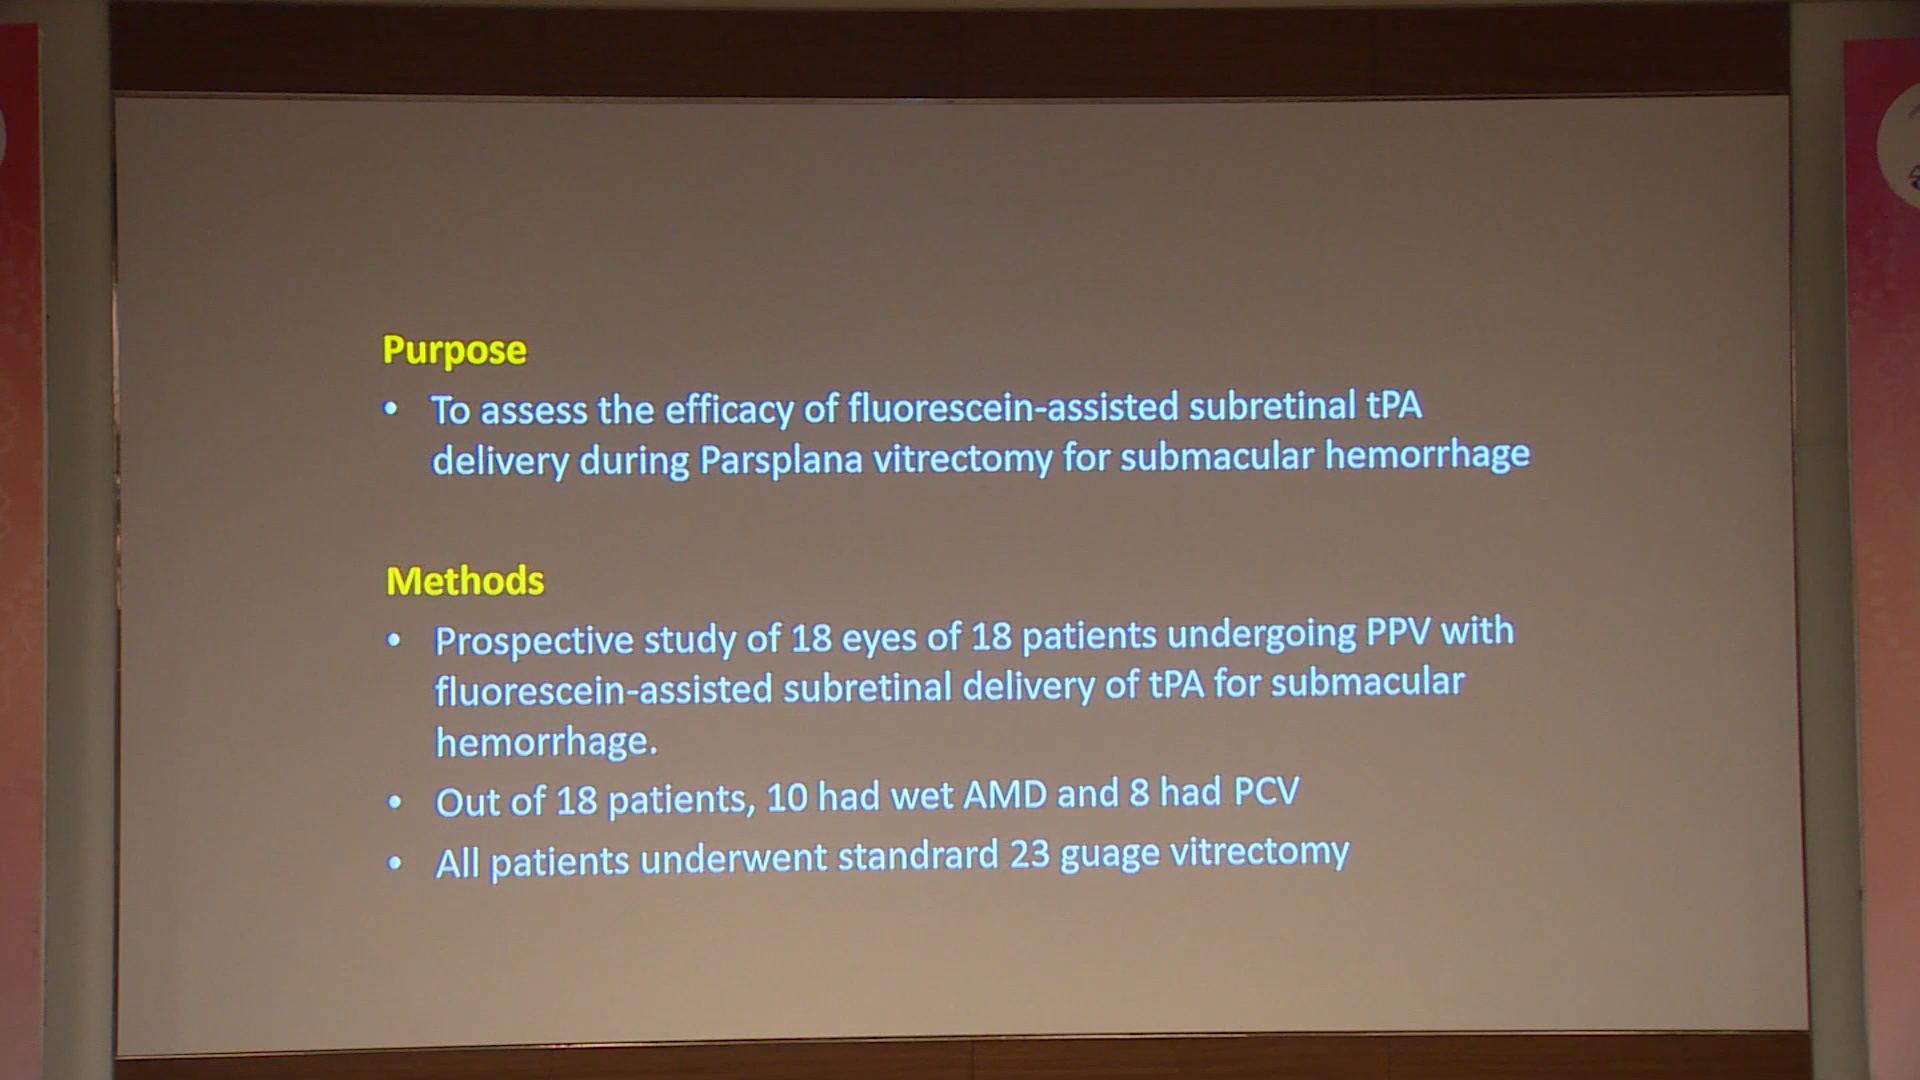 Purpose
• To assess the efficacy of fluorescein-assisted subretinal tPA
delivery during Parsplana vitrectomy for submacular hemorrhage
Methods
• Prospective study of 18 eyes of 18 patients undergoing PPV with
fluorescein-assisted subretinal delivery of tPA for submacular
hemorrhage.
• Out of 18 patients, 10 had wet AMD and 8 had PCV
• All patients underwent standrard 23 guage vitrectomy